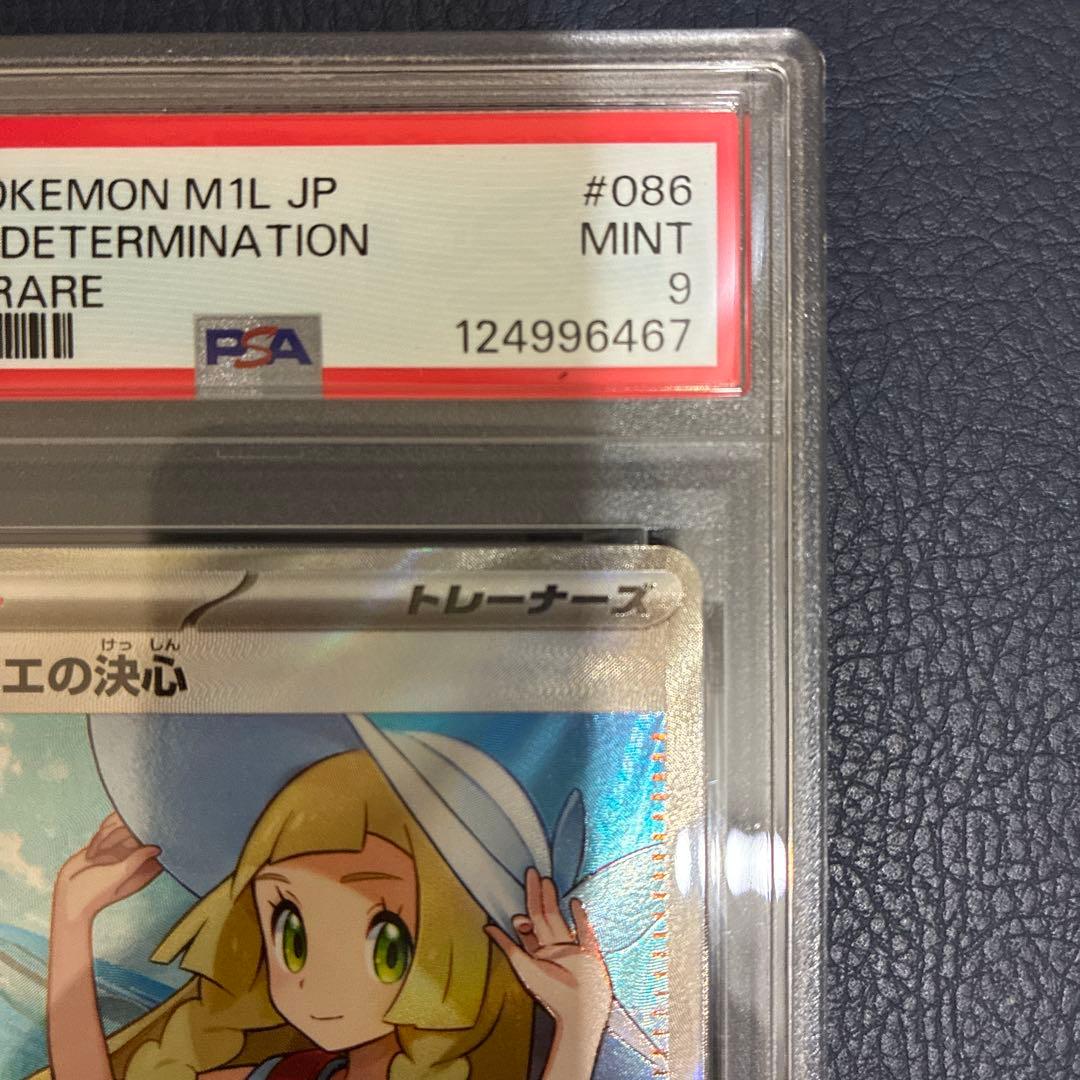 OKEMON M1L JP #086
DETERMINATION MINT
RARE 9
PSA 124996467
トレーナーズ
けっ しん
エの決心